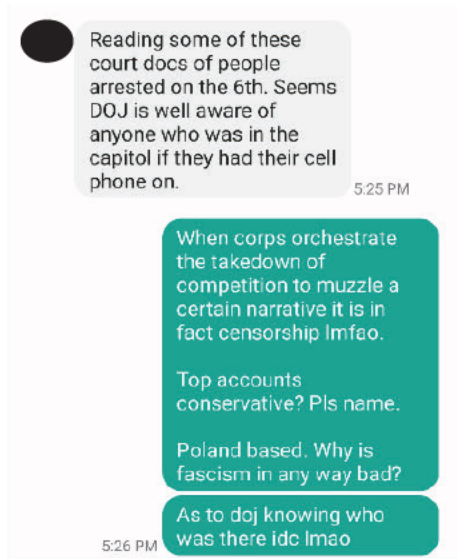 Reading some of these
court docs of people
arrested on the 6th. Seems
DOJ is well aware of
anyone who was in the
capitol if they had their cell
phone on.
5:25 PM
When corps orchestrate
the takedown of
competition to muzzle a
certain narrative it is in
fact censorship lmfao.
Top accounts
conservative? Pls name.
Poland based. Why is
fascism in any way bad?
As to doj knowing who
was there idc lmao
5:26 PM